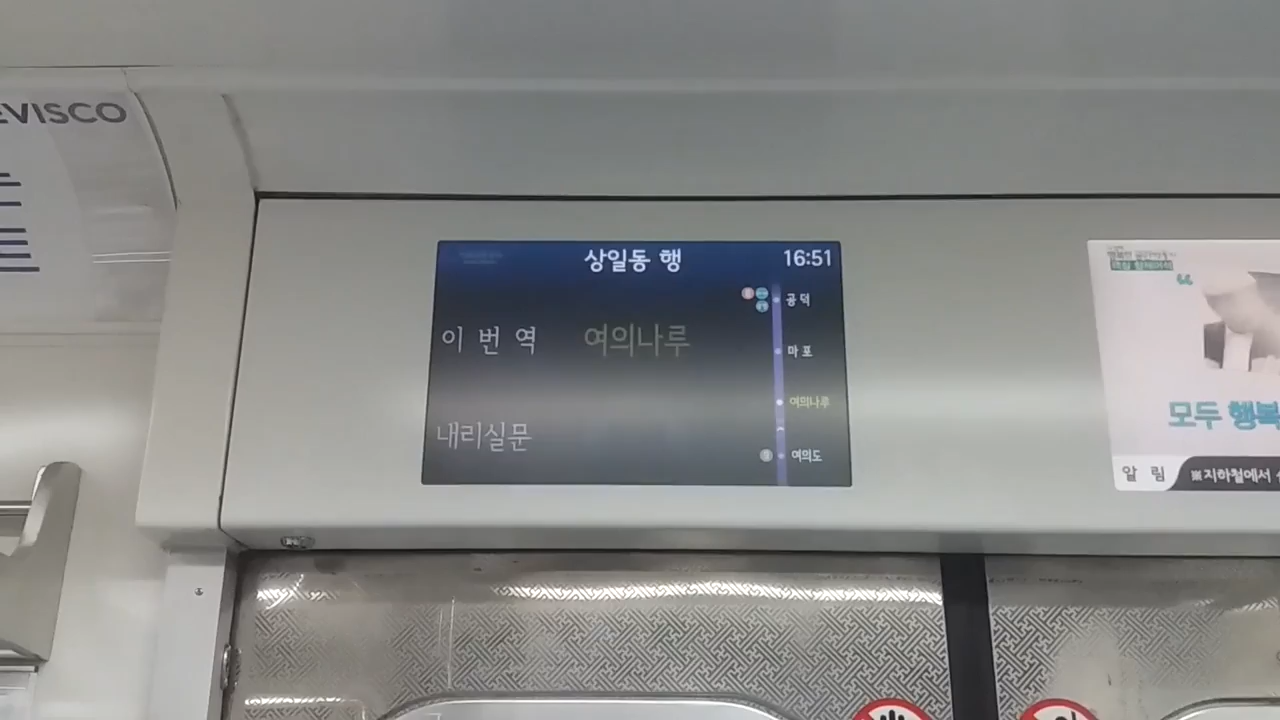 EVISCO
상일동 행
16:51
이 번 역 여의나루
내리실문
공덕
마포
여의나루
여의도
모두 행복
알 림
※지하철에서